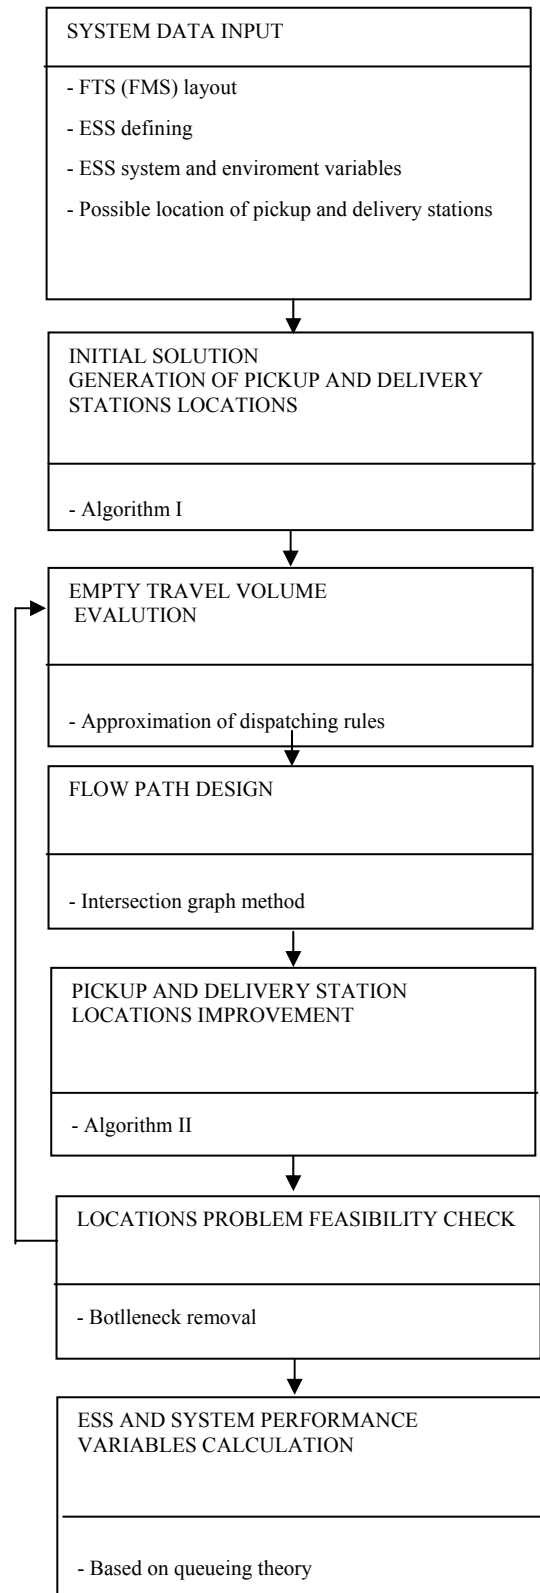 SYSTEM DATA INPUT
- FTS (FMS) layout
- ESS defining
- ESS system and enviroment variables
- Possible location of pickup and delivery stations
INITIAL SOLUTION
GENERATION OF PICKUP AND DELIVERY
STATIONS LOCATIONS
- Algorithm I
EMPTY TRAVEL VOLUME
EVALUTION
- Approximation of dispatching rules
FLOW PATH DESIGN
- Intersection graph method
PICKUP AND DELIVERY STATION
LOCATIONS IMPROVEMENT
- Algorithm II
LOCATIONS PROBLEM FEASIBILITY CHECK
- Botlleneck removal
ESS AND SYSTEM PERFORMANCE
VARIABLES CALCULATION
- Based on queueing theory